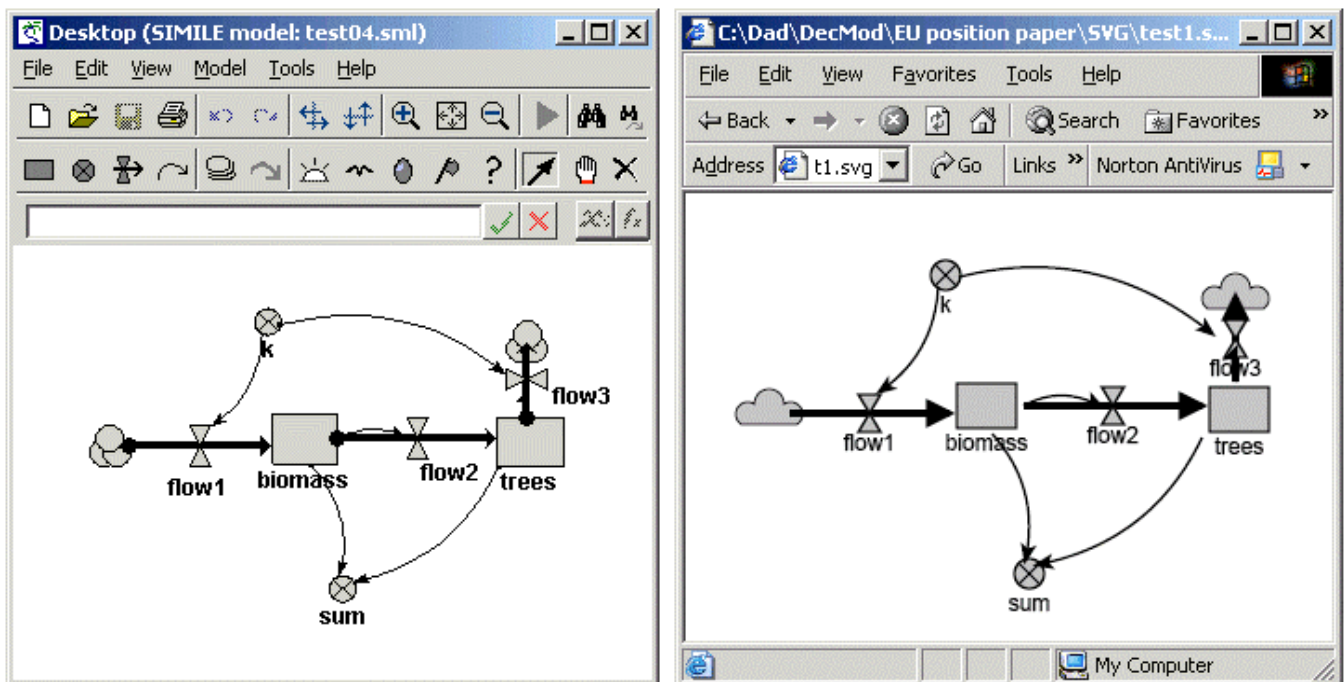 Desktop (SIMILE model: test04.sml)
File Edit View Model Tools Help
?
k
flow3
flow1
biomass
flow2
trees
sum
C:\Dad\DecMod\EU position paper\SVG\test1.s...
File Edit View Favorites Tools Help
Back Search Favorites »
Address t1.svg Go Links » Norton AntiVirus
k
flow3
flow1
biomass
flow2
trees
sum
My Computer